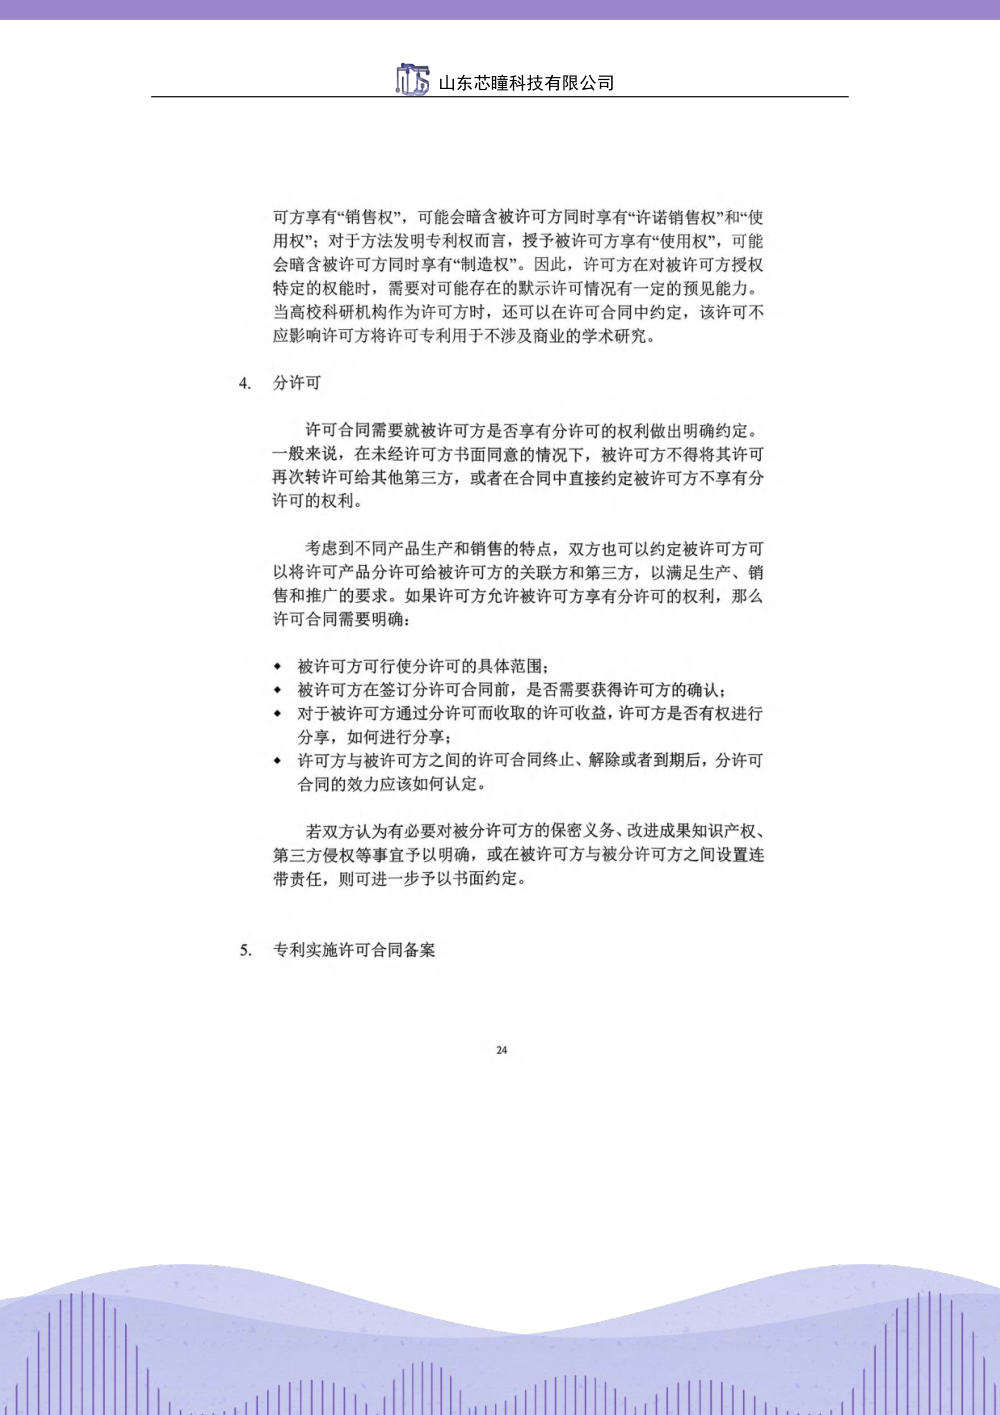 山东芯瞳科技有限公司
可方享有“销售权”，可能会暗含被许可方同时享有“许诺销售权”和“使
用权”；对于方法发明专利权而言，授予被许可方享有“使用权”，可能
会暗含被许可方同时享有“制造权”。因此，许可方在对被许可方授权
特定的权能时，需要对可能存在的默示许可情况有一定的预见能力。
当高校科研机构作为许可方时，还可以在许可合同中约定，该许可不
应影响许可方将许可专利用于不涉及商业的学术研究。
4. 分许可
许可合同需要就被许可方是否享有分许可的权利做出明确约定。
一般来说，在未经许可方书面同意的情况下，被许可方不得将其许可
再次转许可给其他第三方，或者在合同中直接约定被许可方不享有分
许可的权利。
考虑到不同产品生产和销售的特点，双方也可以约定被许可方可
以将许可产品分许可给被许可方的关联方和第三方，以满足生产、销
售和推广的要求。如果许可方允许被许可方享有分许可的权利，那么
许可合同需要明确：
◆ 被许可方可行使分许可的具体范围；
◆ 被许可方在签订分许可合同前，是否需要获得许可方的确认；
◆ 对于被许可方通过分许可而收取的许可收益，许可方是否有权进行
分享，如何进行分享；
◆ 许可方与被许可方之间的许可合同终止、解除或者到期后，分许可
合同的效力应该如何认定。
若双方认为有必要对被分许可方的保密义务、改进成果知识产权、
第三方侵权等事宜予以明确，或在被许可方与被分许可方之间设置连
带责任，则可进一步予以书面约定。
5. 专利实施许可合同备案
24